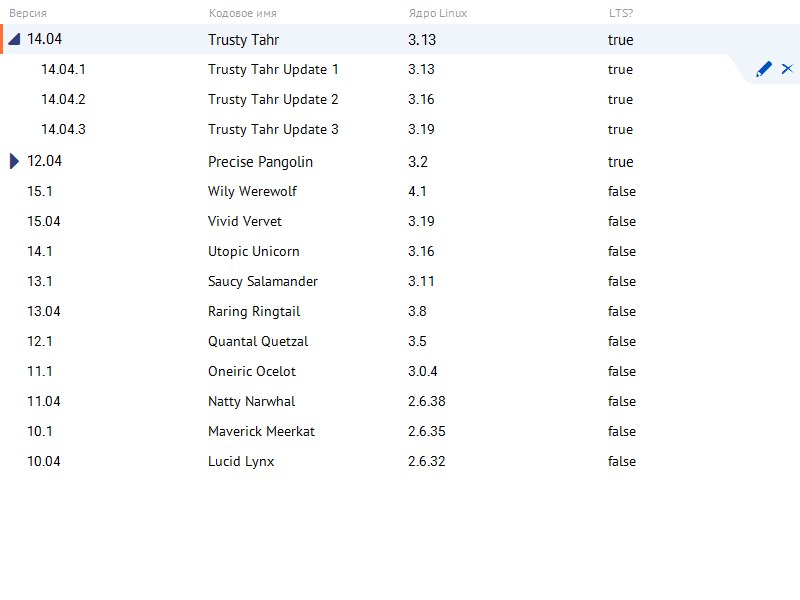 Версия Кодовое имя Ядро Linux LTS?
14.04 Trusty Tahr 3.13 true
14.04.1 Trusty Tahr Update 1 3.13 true
14.04.2 Trusty Tahr Update 2 3.16 true
14.04.3 Trusty Tahr Update 3 3.19 true
12.04 Precise Pangolin 3.2 true
15.1 Wily Werewolf 4.1 false
15.04 Vivid Vervet 3.19 false
14.1 Utopic Unicorn 3.16 false
13.1 Saucy Salamander 3.11 false
13.04 Raring Ringtail 3.8 false
12.1 Quantal Quetzal 3.5 false
11.1 Oneiric Ocelot 3.0.4 false
11.04 Natty Narwhal 2.6.38 false
10.1 Maverick Meerkat 2.6.35 false
10.04 Lucid Lynx 2.6.32 false